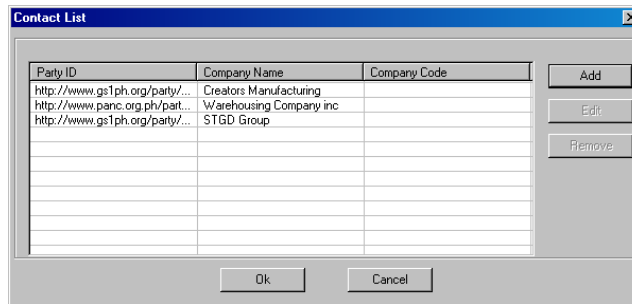 Contact List
Party ID Company Name Company Code
http://www.gs1ph.org/party/... Creators Manufacturing
http://www.panc.org.ph/part... Warehousing Company inc
http://www.gs1ph.org/party/... STGD Group
Add
Edit
Remove
Ok Cancel